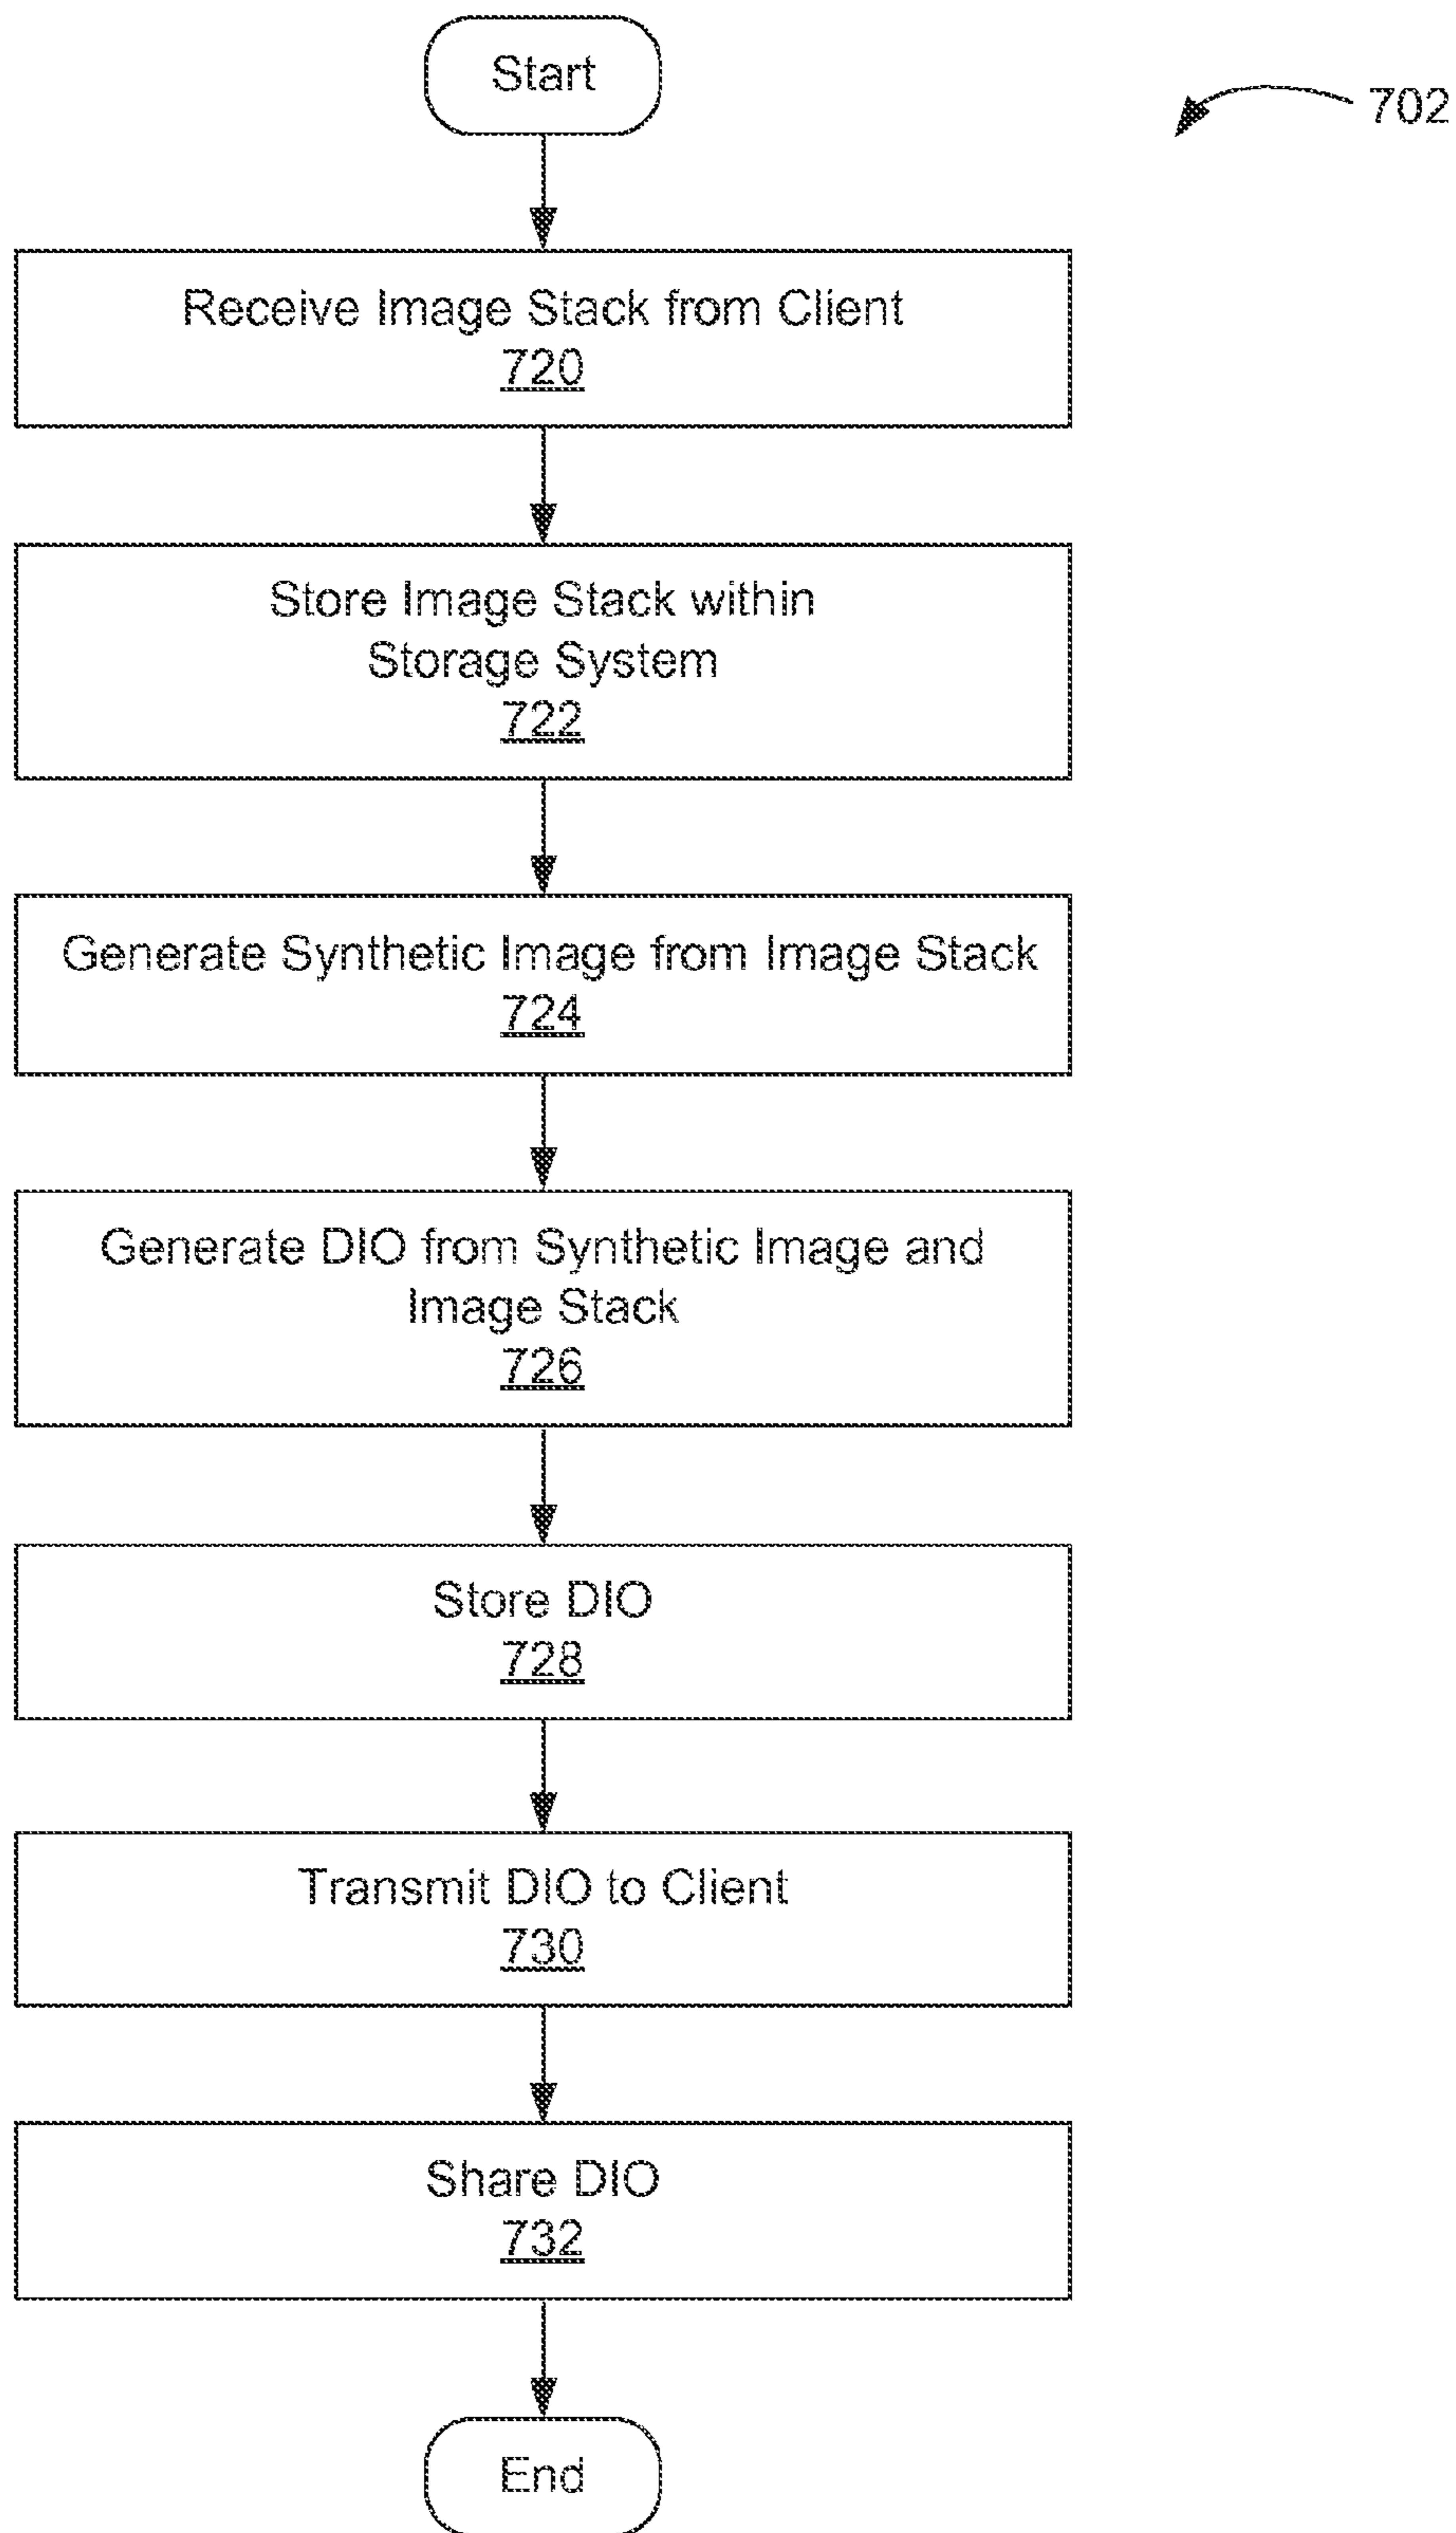 Start
702
Receive Image Stack from Client
720
Store Image Stack within
Storage System
722
Generate Synthetic Image from Image Stack
724
Generate DIO from Synthetic Image and
Image Stack
726
Store DIO
728
Transmit DIO to Client
730
Share DIO
732
End